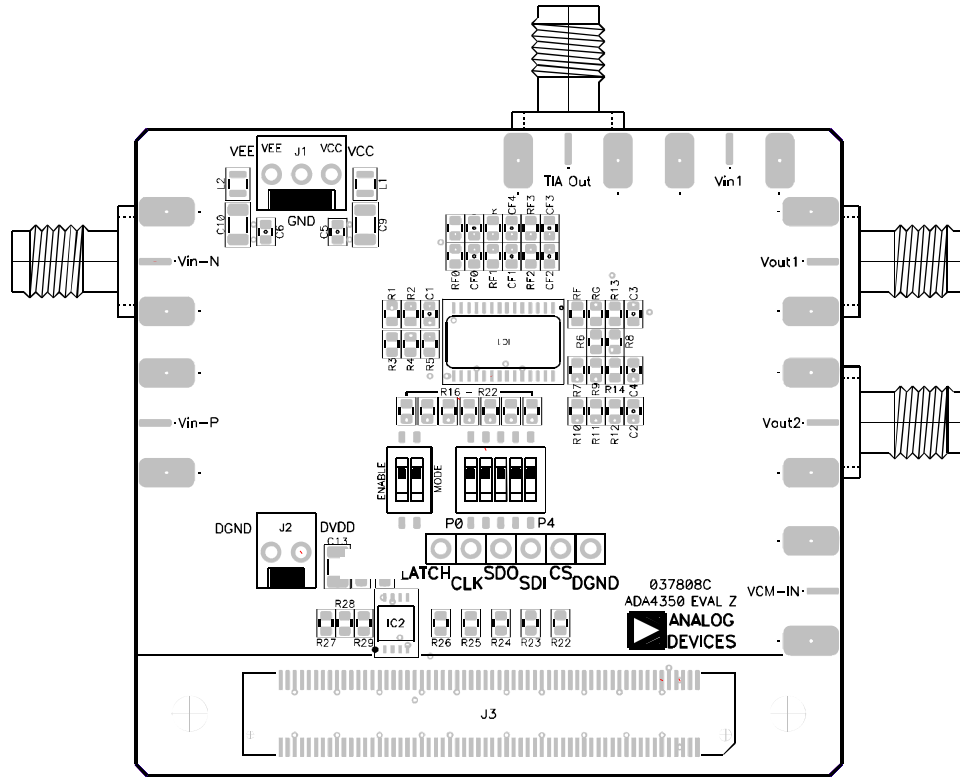 VEE
VEE
J1
VCC
VCC
L2
L1
C10
C6
GND
C5
C9
TIA Out
Vin1
Vin-N
Vout1
CF4
RF3
CF3
RF0
CF0
RF1
CF1
RF2
CF2
R1
R2
C1
RF
RG
R13
C3
IC1
R6
R8
R3
R4
R5
R7
R9
R14
C4
R16 - R22
Vin-P
Vout2
R10
R11
R12
C2
ENABLE
MODE
P0
P4
DGND
J2
DVDD
C13
LATCH
CLK
SDO
SDI
CS
DGND
037808C
ADA4350 EVAL Z
ANALOG
DEVICES
VCM-IN
R28
R27
R29
IC2
R26
R25
R24
R23
R22
J3